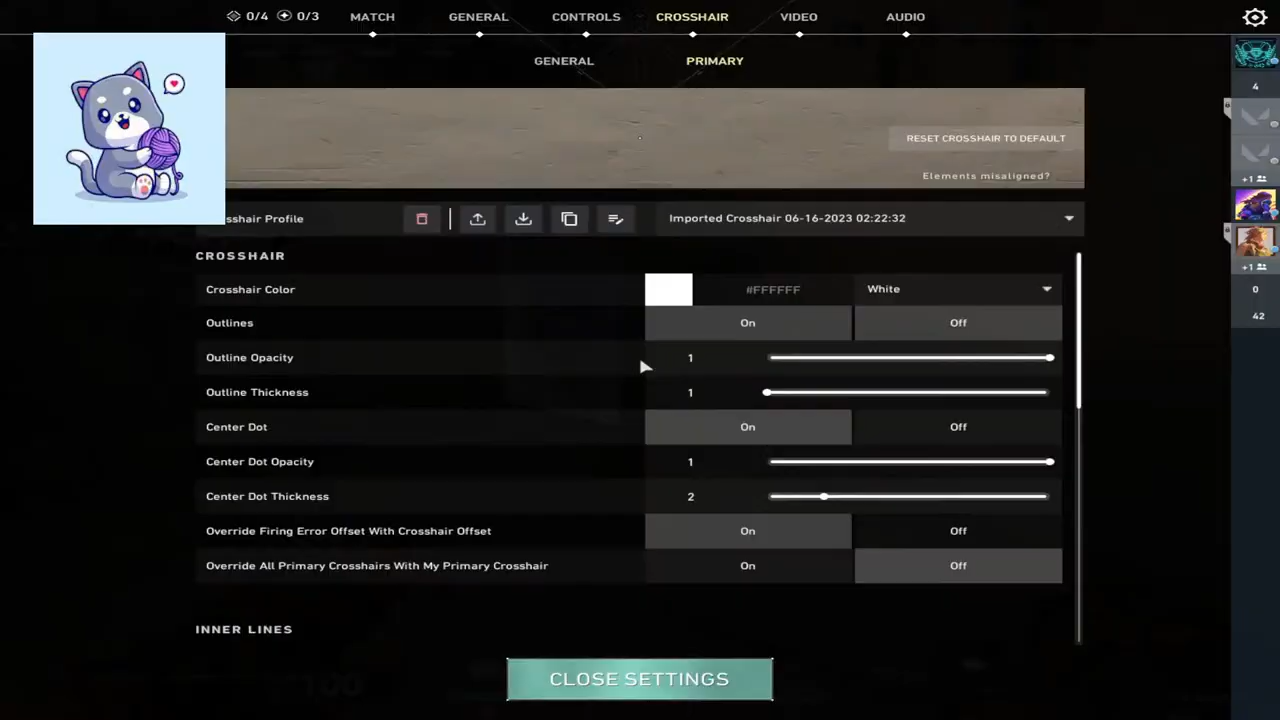 0/4 0/3 MATCH GENERAL CONTROLS CROSSHAIR VIDEO AUDIO
GENERAL PRIMARY
RESET CROSSHAIR TO DEFAULT
Elements misaligned?
sshair Profile Imported Crosshair 06-16-2023 02:22:32
CROSSHAIR
Crosshair Color #FFFFFF White
Outlines On Off
Outline Opacity 1
Outline Thickness 1
Center Dot On Off
Center Dot Opacity 1
Center Dot Thickness 2
Override Firing Error Offset With Crosshair Offset On Off
Override All Primary Crosshairs With My Primary Crosshair On Off
INNER LINES
CLOSE SETTINGS
4
+1
+1
0
42